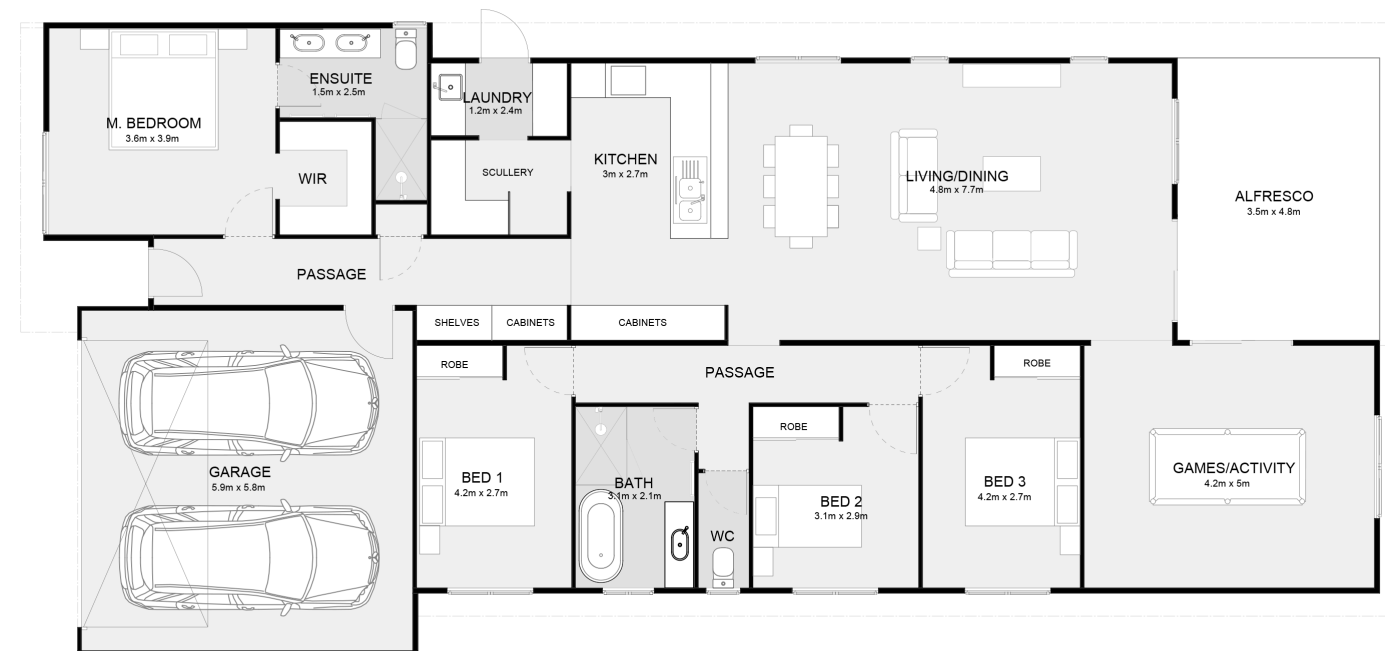 M. BEDROOM
3.6m x 3.9m
ENSUITE
1.5m x 2.5m
WIR
LAUNDRY
1.2m x 2.4m
SCULLERY
KITCHEN
3m x 2.7m
LIVING/DINING
4.8m x 7.7m
ALFRESCO
3.5m x 4.8m
PASSAGE
SHELVES
CABINETS
CABINETS
GARAGE
5.9m x 5.8m
ROBE
BED 1
4.2m x 2.7m
PASSAGE
BATH
3.1m x 2.1m
WC
ROBE
BED 2
3.1m x 2.9m
ROBE
BED 3
4.2m x 2.7m
GAMES/ACTIVITY
4.2m x 5m